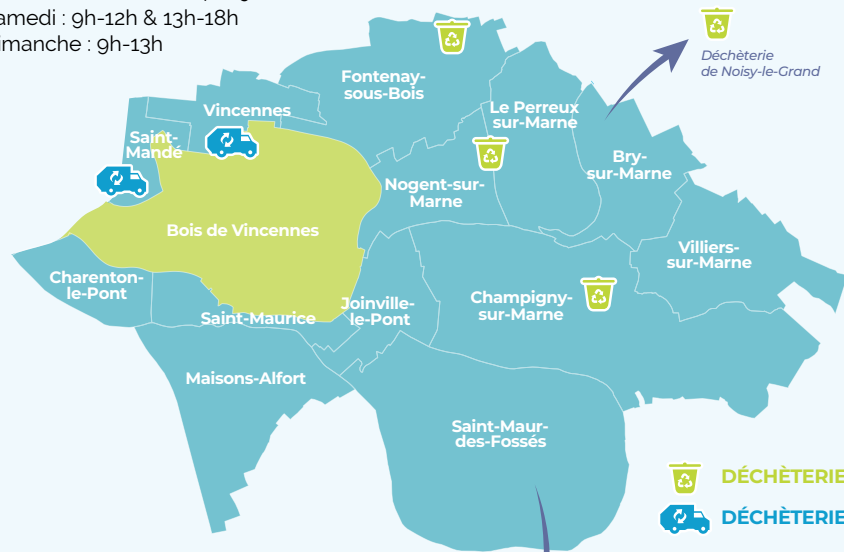 amedi : 9h-12h & 13h-18h
imanche : 9h-13h
Déchèterie
de Noisy-le-Grand
Fontenay-
sous-Bois
Vincennes
Le Perreux
sur-Marne
Saint-
Mandé
Bry-
sur-Marne
Nogent-sur-
Marne
Bois de Vincennes
Villiers-
sur-Marne
Charenton-
le-Pont
Champigny-
sur-Marne
Joinville-
le-Pont
Saint-Maurice
Maisons-Alfort
Saint-Maur-
des-Fossés
DÉCHÈTERIE
DÉCHÈTERIE